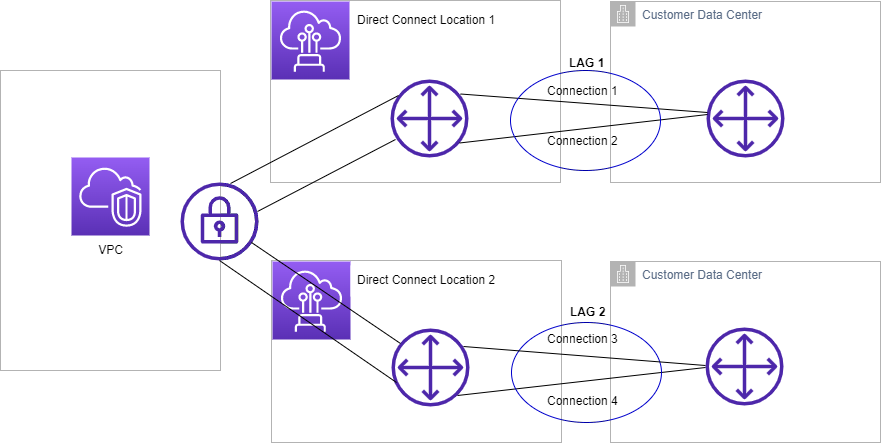 Direct Connect Location 1
Customer Data Center
LAG 1
Connection 1
Connection 2
VPC
Direct Connect Location 2
Customer Data Center
LAG 2
Connection 3
Connection 4